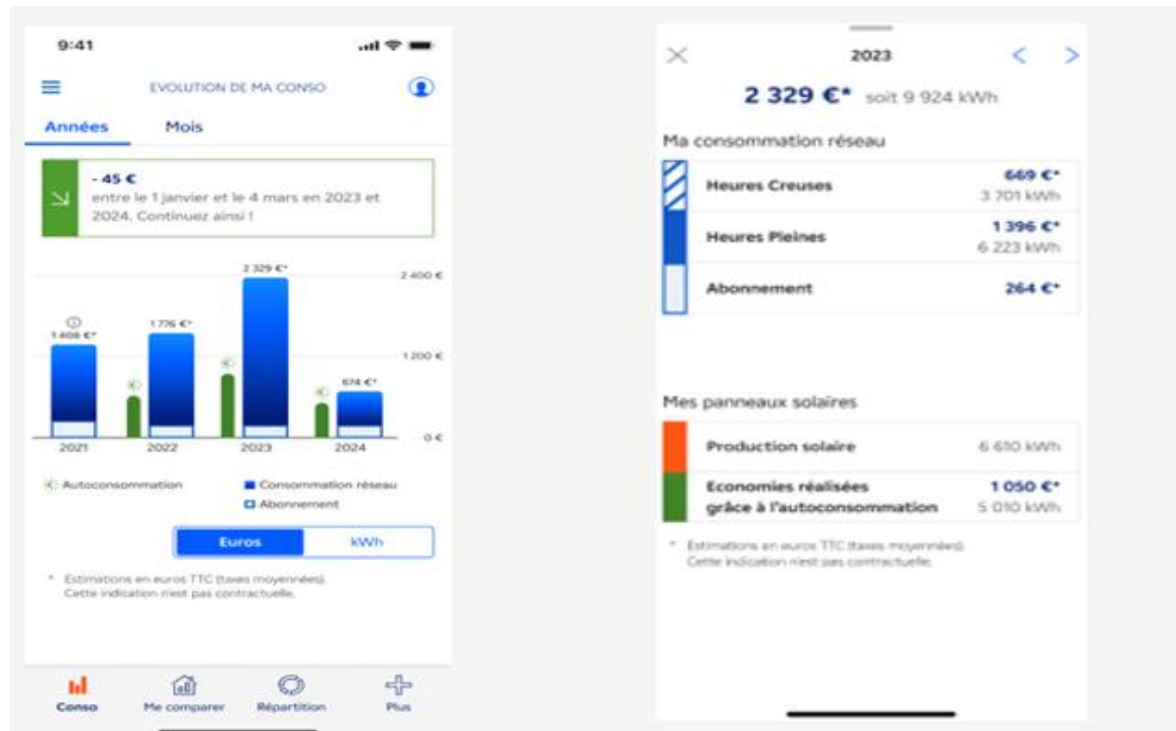 9:41
EVOLUTION DE MA CONSO
Années Mois
- 45 €
entre le 1 janvier et le 4 mars en 2023 et
2024. Continuez ainsi !
2 329 €*
2 400 €
1 776 €*
1 408 €*
1 200 €
674 €*
0 €
2021 2022 2023 2024
Autoconsommation Consommation réseau
Abonnement
Euros kWh
* Estimations en euros TTC (taxes moyennées).
Cette indication n'est pas contractuelle.
Conso Me comparer Répartition Plus
2023
2 329 €* soit 9 924 kWh
Ma consommation réseau
Heures Creuses 669 €*
3 701 kWh
Heures Pleines 1 396 €*
6 223 kWh
Abonnement 264 €*
Mes panneaux solaires
Production solaire 6 610 kWh
Economies réalisées 1 050 €*
grâce à l'autoconsommation 5 010 kWh
* Estimations en euros TTC (taxes moyennées).
Cette indication n'est pas contractuelle.